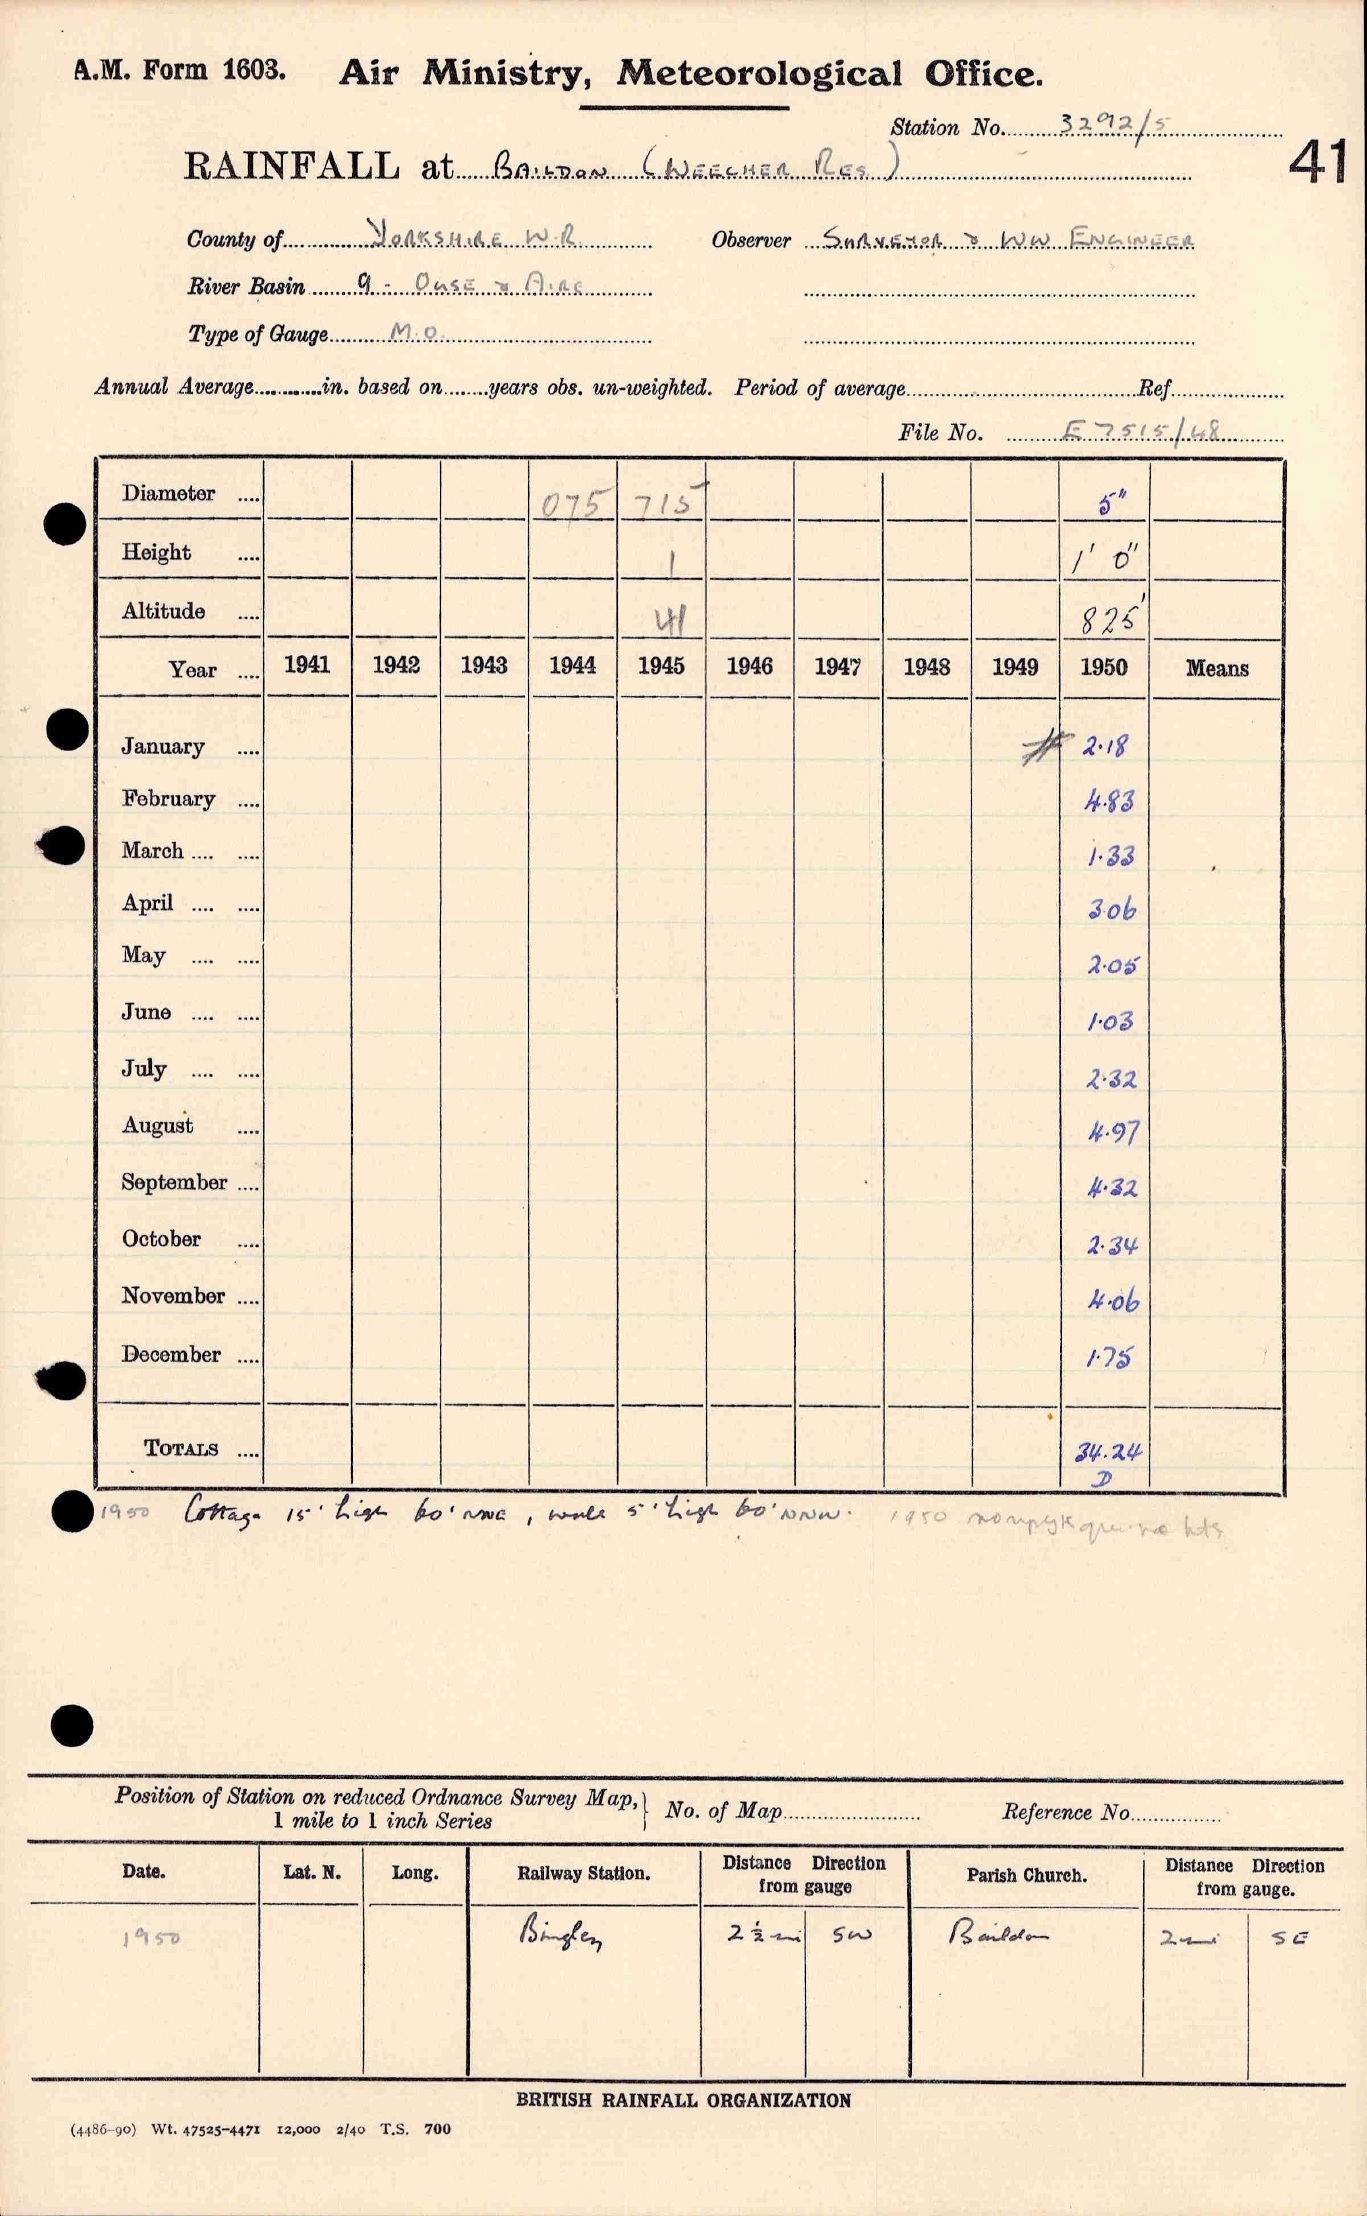 A.M. Form 1603. Air Ministry, Meteorological Office.
Station No. 3292/5
41
RAINFALL at BAILDON (WEECHER RES)
County of YORKSHIRE W.R. Observer SURVEYOR & WW ENGINEER
River Basin 9 - OUSE & AIRE
Type of Gauge M.O.
Annual Average in. based on years obs. un-weighted. Period of average Ref
File No. E 7515/48
Diameter .... 075 715 5"
Height .... 1 1' 0"
Altitude .... 41 825'
Year .... 1941 1942 1943 1944 1945 1946 1947 1948 1949 1950 Means
January .... # 2.18
February .... 4.83
March .... .... 1.33
April .... .... 3.06
May .... .... 2.05
June .... .... 1.03
July .... .... 2.32
August .... 4.97
September .... 4.32
October .... 2.34
November .... 4.06
December .... 1.75
TOTALS .... 34.24
D
1950 Cottage 15' high 60' NNE, wall 5' high 60' NNW. 1950
Position of Station on reduced Ordnance Survey Map, } No. of Map Reference No.
1 mile to 1 inch Series
Date. Lat. N. Long. Railway Station. Distance Direction from gauge Parish Church. Distance Direction from gauge.
1950 Bingley 2½ mi SW Baildon 2 mi SE
BRITISH RAINFALL ORGANIZATION
(4486-90) Wt. 47525-4471 12,000 2/40 T.S. 700